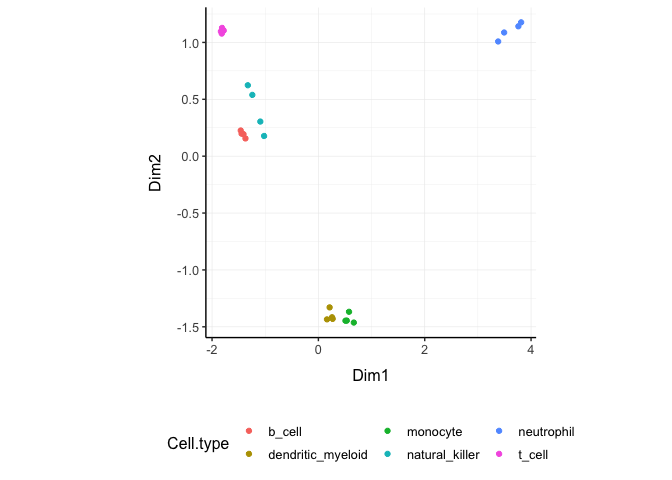 1.0
0.5
0.0
-0.5
-1.0
-1.5
Dim2
-2 0 2 4
Dim1
Cell.type
b_cell monocyte neutrophil
dendritic_myeloid natural_killer t_cell